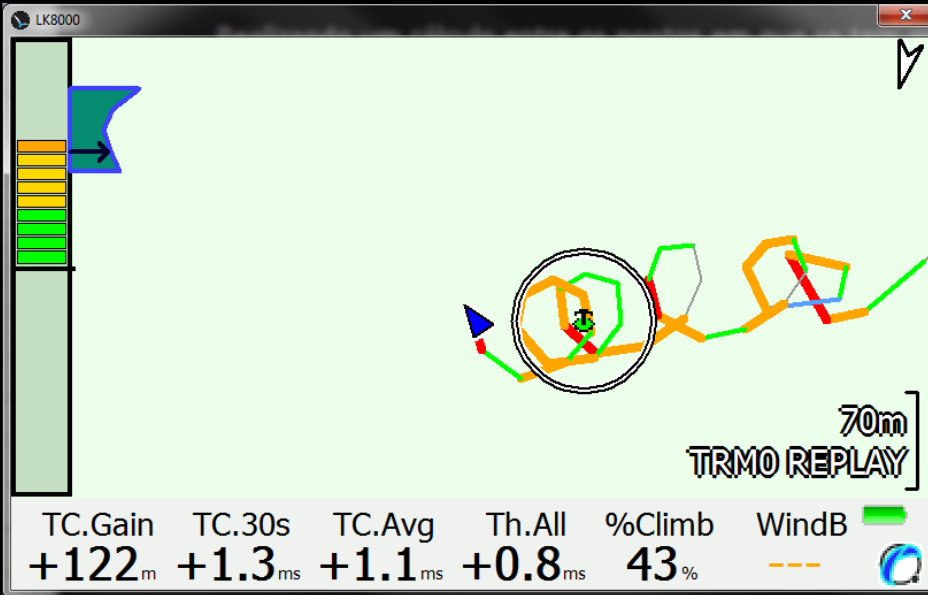 LK8000
T
70m
TRM0 REPLAY
TC.Gain TC.30s TC.Avg Th.All %Climb WindB
+122m +1.3ms +1.1ms +0.8ms 43% ---